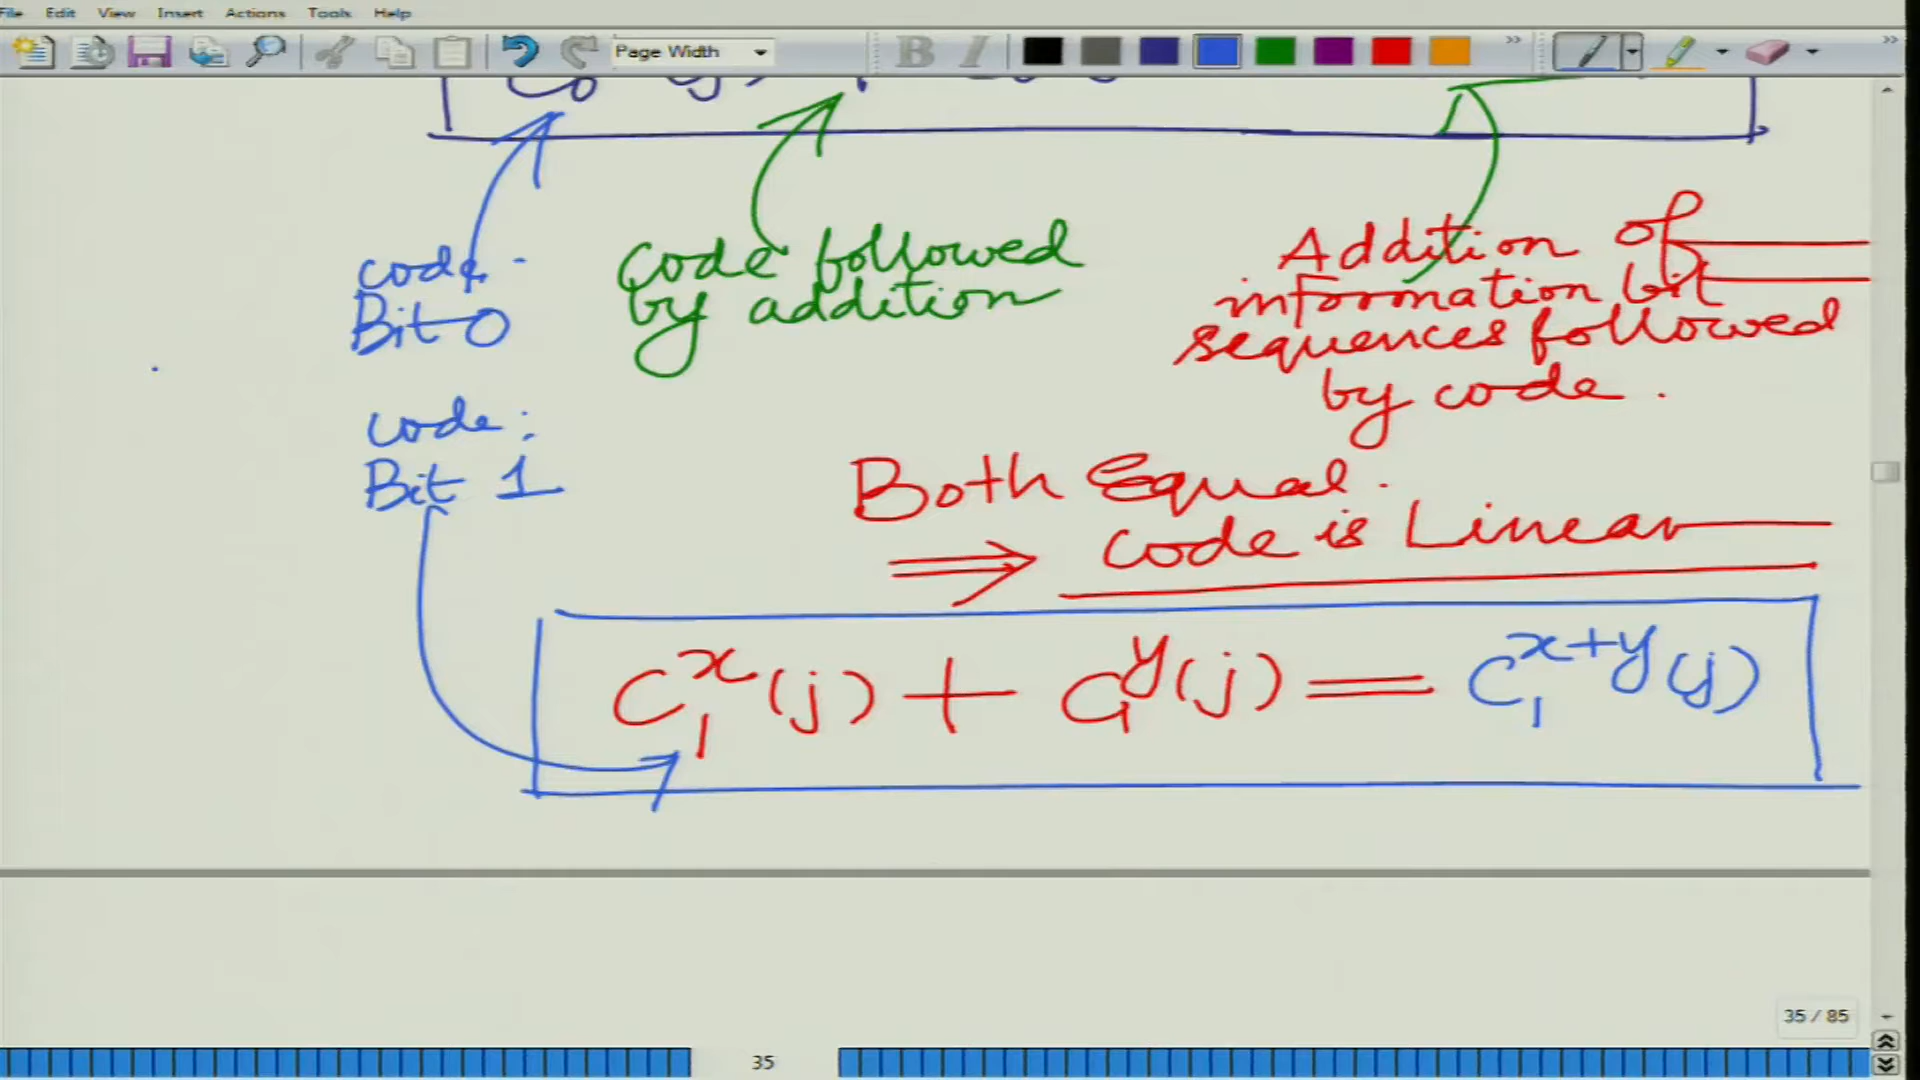 File Edit View Insert Actions Tools Help
Page Width
B I
code:
Bit 0
Code followed
by addition
Addition of
information bit
sequences followed
by code.
code:
Bit 1
Both Equal.
⇒ Code is Linear
C₁ˣ(j) + C₁ʸ(j) = C₁ˣ⁺ʸ(j)
35 / 85
35